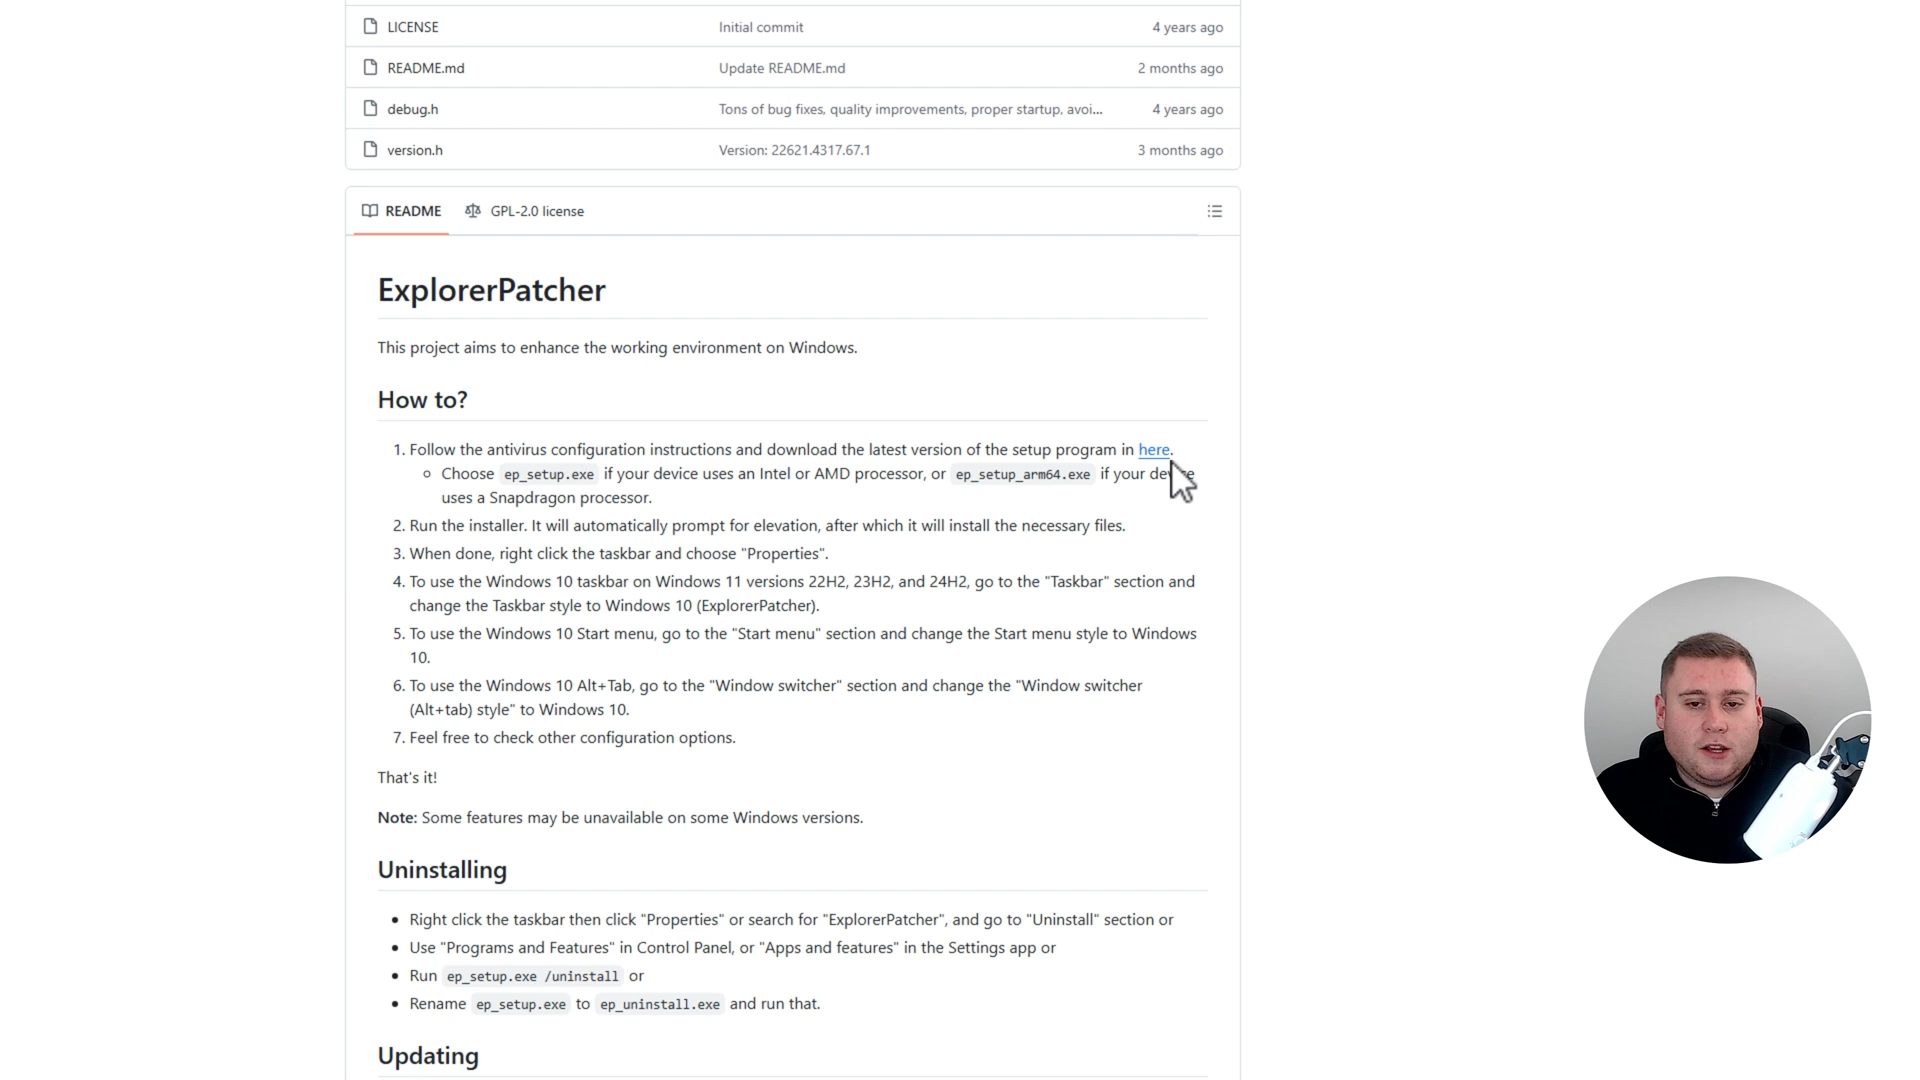 LICENSE Initial commit 4 years ago
README.md Update README.md 2 months ago
debug.h Tons of bug fixes, quality improvements, proper startup, avoi... 4 years ago
version.h Version: 22621.4317.67.1 3 months ago
README GPL-2.0 license
ExplorerPatcher
This project aims to enhance the working environment on Windows.
How to?
1. Follow the antivirus configuration instructions and download the latest version of the setup program in here.
Choose ep_setup.exe if your device uses an Intel or AMD processor, or ep_setup_arm64.exe if your device
uses a Snapdragon processor.
2. Run the installer. It will automatically prompt for elevation, after which it will install the necessary files.
3. When done, right click the taskbar and choose "Properties".
4. To use the Windows 10 taskbar on Windows 11 versions 22H2, 23H2, and 24H2, go to the "Taskbar" section and
change the Taskbar style to Windows 10 (ExplorerPatcher).
5. To use the Windows 10 Start menu, go to the "Start menu" section and change the Start menu style to Windows
10.
6. To use the Windows 10 Alt+Tab, go to the "Window switcher" section and change the "Window switcher
(Alt+tab) style" to Windows 10.
7. Feel free to check other configuration options.
That's it!
Note: Some features may be unavailable on some Windows versions.
Uninstalling
• Right click the taskbar then click "Properties" or search for "ExplorerPatcher", and go to "Uninstall" section or
• Use "Programs and Features" in Control Panel, or "Apps and features" in the Settings app or
• Run ep_setup.exe /uninstall or
• Rename ep_setup.exe to ep_uninstall.exe and run that.
Updating